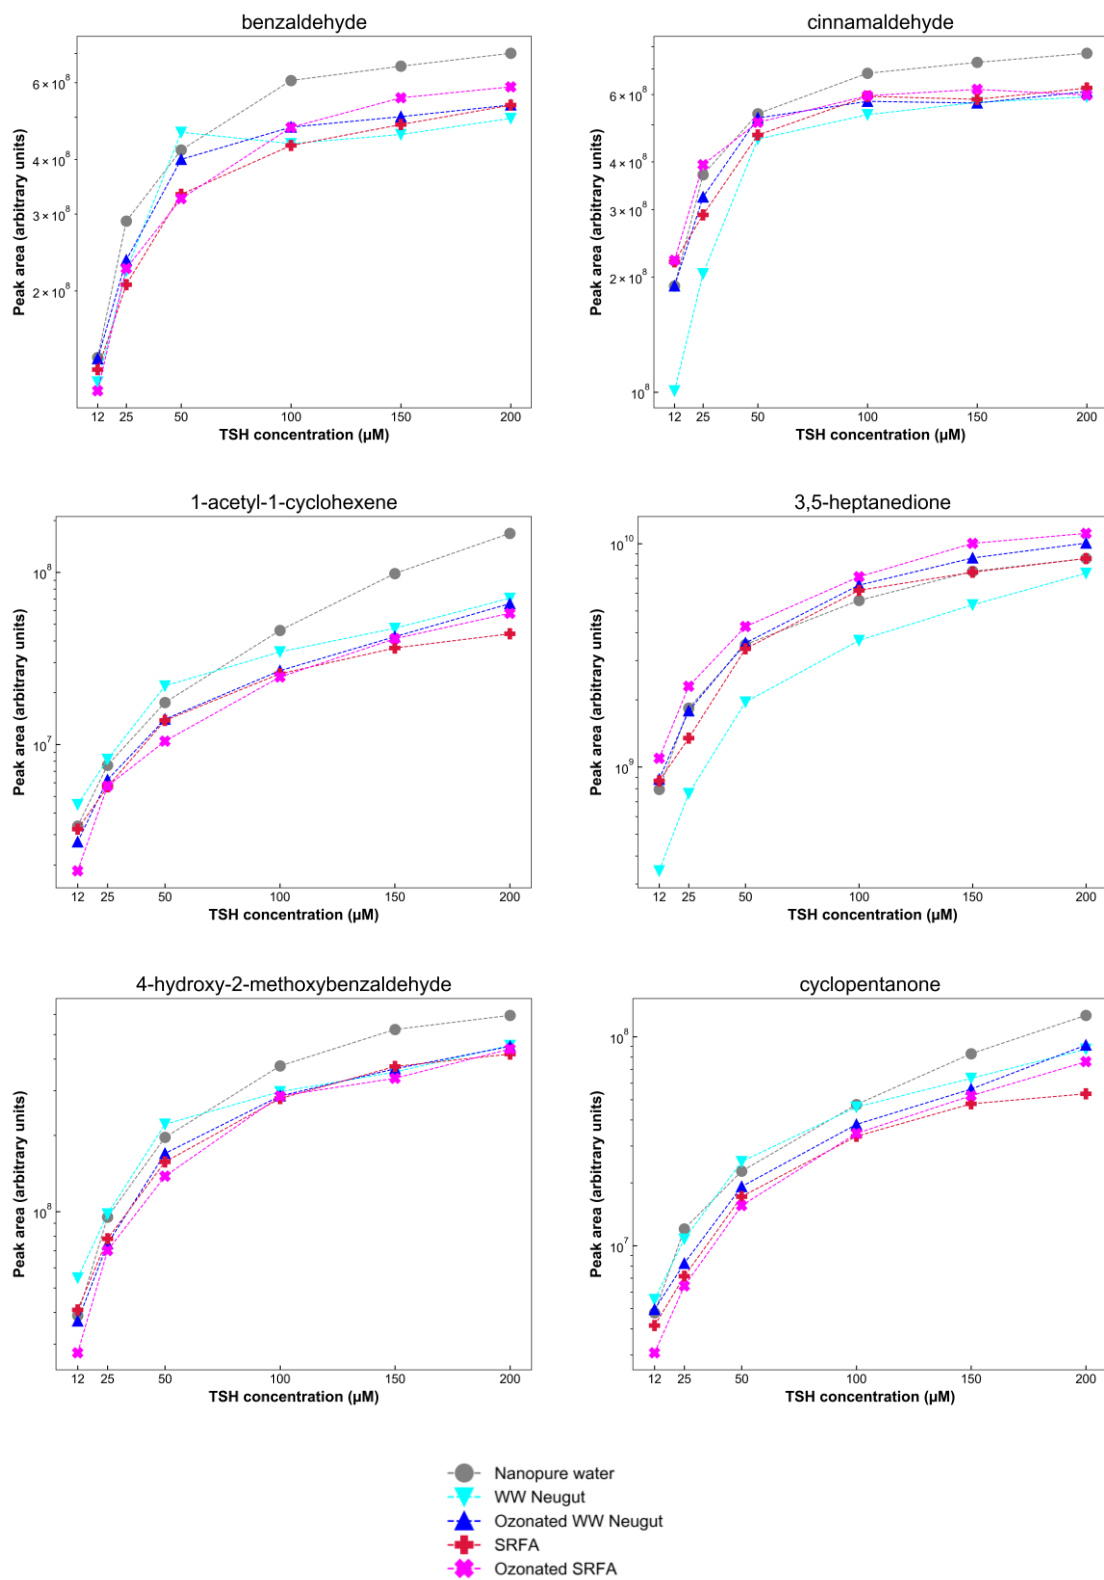 benzaldehyde
6 × 10⁸
4 × 10⁸
3 × 10⁸
2 × 10⁸
Peak area (arbitrary units)
12 25 50 100 150 200
TSH concentration (µM)
cinnamaldehyde
6 × 10⁸
4 × 10⁸
3 × 10⁸
2 × 10⁸
10⁸
Peak area (arbitrary units)
12 25 50 100 150 200
TSH concentration (µM)
1-acetyl-1-cyclohexene
10⁸
10⁷
Peak area (arbitrary units)
12 25 50 100 150 200
TSH concentration (µM)
3,5-heptanedione
10¹⁰
10⁹
Peak area (arbitrary units)
12 25 50 100 150 200
TSH concentration (µM)
4-hydroxy-2-methoxybenzaldehyde
10⁸
Peak area (arbitrary units)
12 25 50 100 150 200
TSH concentration (µM)
cyclopentanone
10⁸
10⁷
Peak area (arbitrary units)
12 25 50 100 150 200
TSH concentration (µM)
Nanopure water
WW Neugut
Ozonated WW Neugut
SRFA
Ozonated SRFA